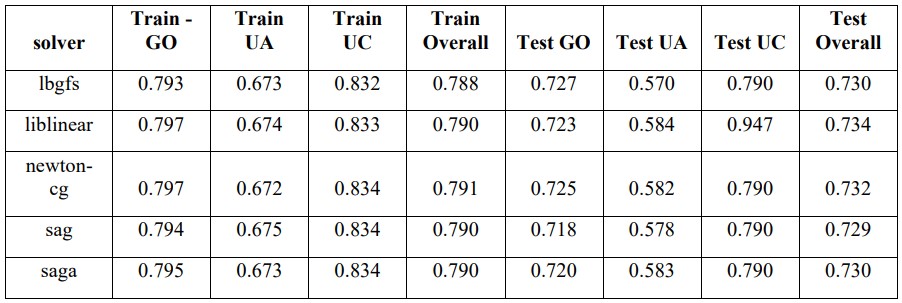 solver Train - GO Train UA Train UC Train Overall Test GO Test UA Test UC Test Overall
lbgfs 0.793 0.673 0.832 0.788 0.727 0.570 0.790 0.730
liblinear 0.797 0.674 0.833 0.790 0.723 0.584 0.947 0.734
newton-cg 0.797 0.672 0.834 0.791 0.725 0.582 0.790 0.732
sag 0.794 0.675 0.834 0.790 0.718 0.578 0.790 0.729
saga 0.795 0.673 0.834 0.790 0.720 0.583 0.790 0.730